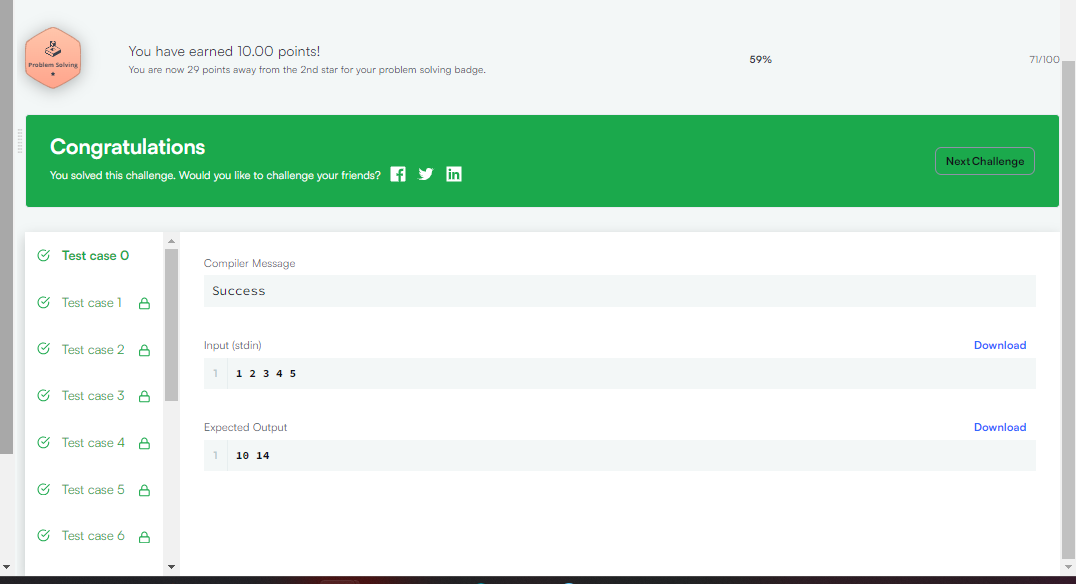 Problem Solving
You have earned 10.00 points!
You are now 29 points away from the 2nd star for your problem solving badge.
59%
71/100
Congratulations
You solved this challenge. Would you like to challenge your friends?
Next Challenge
Test case 0
Test case 1
Test case 2
Test case 3
Test case 4
Test case 5
Test case 6
Compiler Message
Success
Input (stdin)
Download
1
1 2 3 4 5
Expected Output
Download
1
10 14